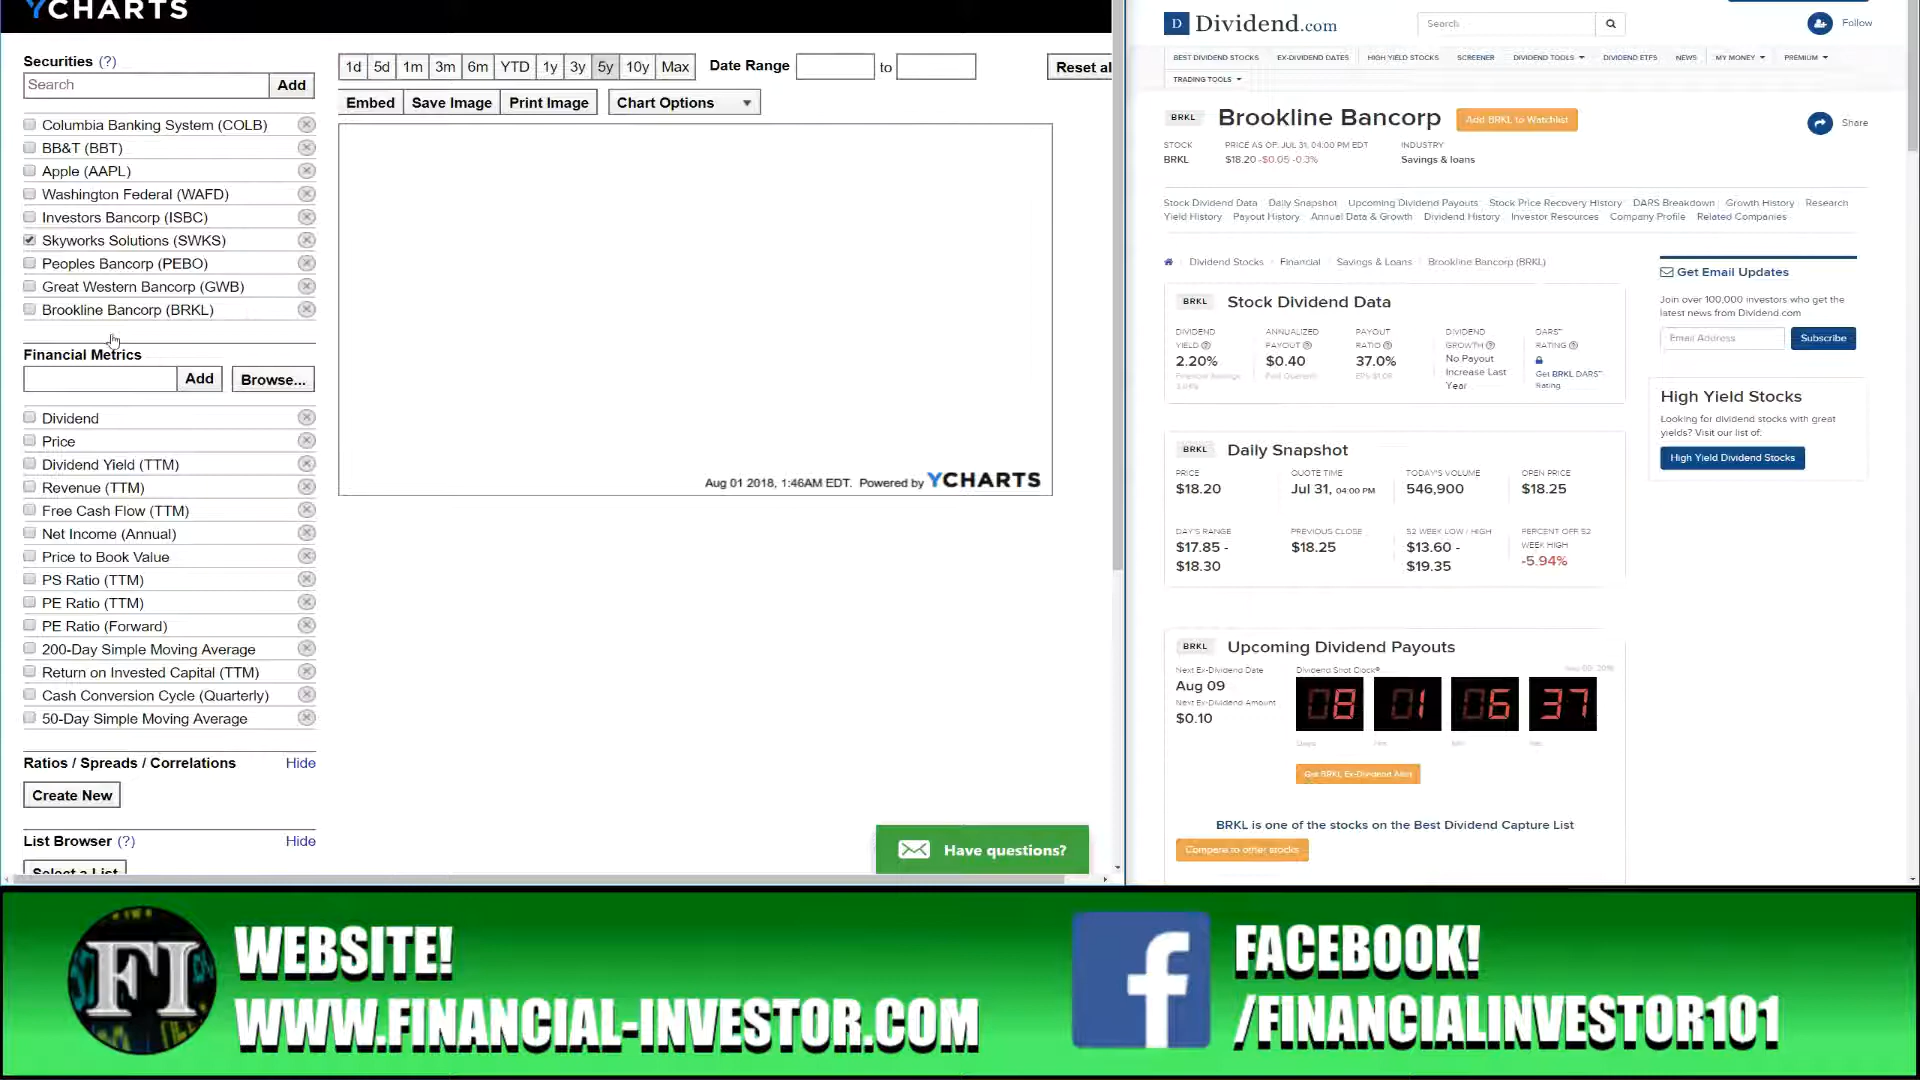 YCHARTS
Securities (?)
Search
Add
Columbia Banking System (COLB)
BB&T (BBT)
Apple (AAPL)
Washington Federal (WAFD)
Investors Bancorp (ISBC)
Skyworks Solutions (SWKS)
Peoples Bancorp (PEBO)
Great Western Bancorp (GWB)
Brookline Bancorp (BRKL)
Financial Metrics
Add
Browse...
Dividend
Price
Dividend Yield (TTM)
Revenue (TTM)
Free Cash Flow (TTM)
Net Income (Annual)
Price to Book Value
PS Ratio (TTM)
PE Ratio (TTM)
PE Ratio (Forward)
200-Day Simple Moving Average
Return on Invested Capital (TTM)
Cash Conversion Cycle (Quarterly)
50-Day Simple Moving Average
Ratios / Spreads / Correlations Hide
Create New
List Browser (?) Hide
Select a List
1d 5d 1m 3m 6m YTD 1y 3y 5y 10y Max Date Range to Reset al
Embed Save Image Print Image Chart Options
Aug 01 2018, 1:46AM EDT. Powered by YCHARTS
Have questions?
D Dividend.com
Search
Follow
BEST DIVIDEND STOCKS EX-DIVIDEND DATES HIGH YIELD STOCKS SCREENER DIVIDEND TOOLS DIVIDEND ETFS NEWS MY MONEY PREMIUM
TRADING TOOLS
BRKL Brookline Bancorp Add BRKL to Watchlist
Share
STOCK PRICE AS OF: JUL 31, 04:00 PM EDT INDUSTRY
BRKL $18.20 -$0.05 -0.3% Savings & loans
Stock Dividend Data Daily Snapshot Upcoming Dividend Payouts Stock Price Recovery History DARS Breakdown Growth History Research
Yield History Payout History Annual Data & Growth Dividend History Investor Resources Company Profile Related Companies
Dividend Stocks Financial Savings & Loans Brookline Bancorp (BRKL)
BRKL Stock Dividend Data
DIVIDEND YIELD
2.20%
ANNUALIZED PAYOUT
$0.40
PAYOUT RATIO
37.0%
DIVIDEND GROWTH
No Payout Increase Last Year
DARS™ RATING
Get BRKL DARS™ Rating
BRKL Daily Snapshot
PRICE QUOTE TIME TODAY'S VOLUME OPEN PRICE
$18.20 Jul 31, 04:00 PM 546,900 $18.25
DAY'S RANGE
$17.85 -
$18.30
PREVIOUS CLOSE
$18.25
52 WEEK LOW / HIGH
$13.60 -
$19.35
PERCENT OFF 52
WEEK HIGH
-5.94%
BRKL Upcoming Dividend Payouts
Next Ex-Dividend Date
Aug 09
Next Ex-Dividend Amount
$0.10
Dividend Shot Clock®
8 1 6 37
Get BRKL Ex-Dividend Alert
BRKL is one of the stocks on the Best Dividend Capture List
Compare to other stocks
Get Email Updates
Join over 100,000 investors who get the
latest news from Dividend.com
Email Address Subscribe
High Yield Stocks
Looking for dividend stocks with great
yields? Visit our list of:
High Yield Dividend Stocks
FI
WEBSITE!
WWW.FINANCIAL-INVESTOR.COM
f
FACEBOOK!
/FINANCIALINVESTOR101